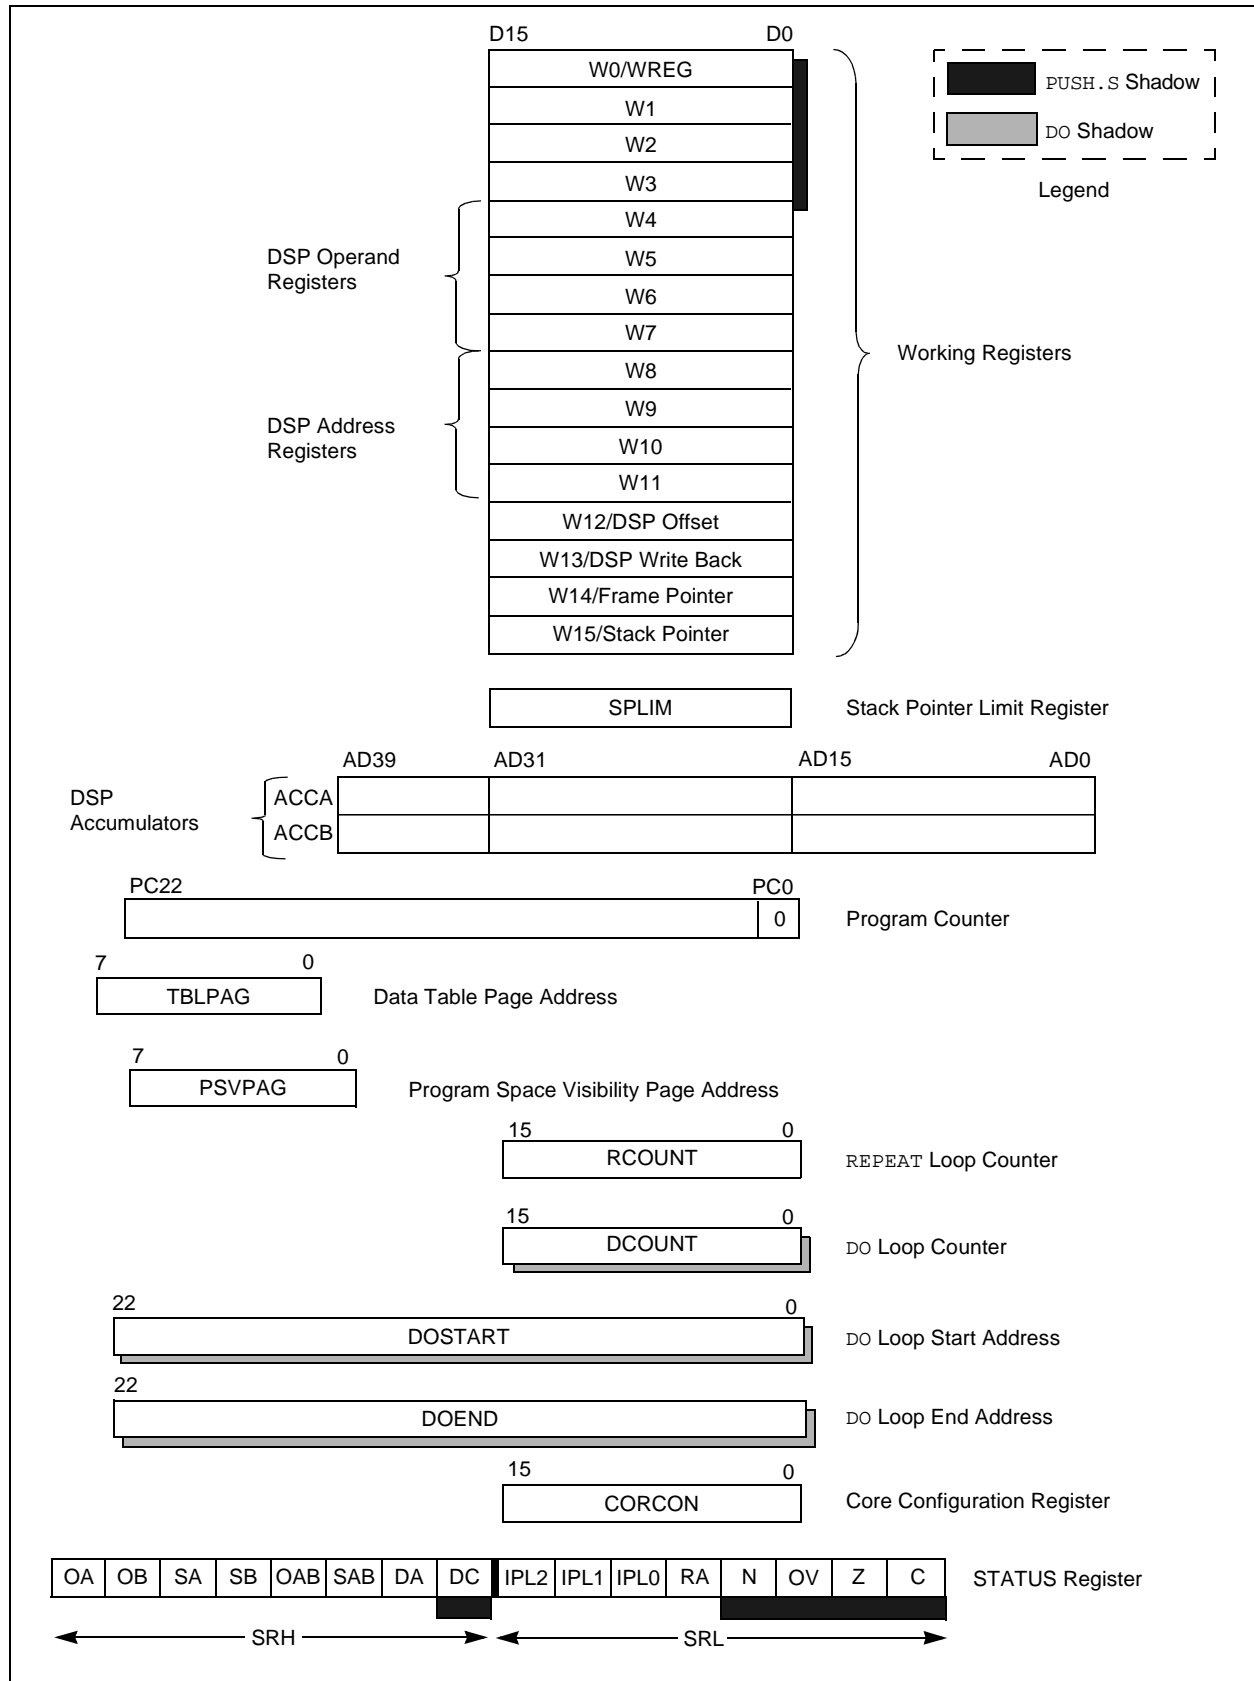 D15 D0
W0/WREG
W1
W2
W3
W4
W5
W6
W7
W8
W9
W10
W11
W12/DSP Offset
W13/DSP Write Back
W14/Frame Pointer
W15/Stack Pointer
PUSH.S Shadow
DO Shadow
Legend
DSP Operand
Registers
DSP Address
Registers
Working Registers
SPLIM
Stack Pointer Limit Register
AD39 AD31 AD15 AD0
DSP
Accumulators
ACCA
ACCB
PC22 PC0
0
Program Counter
7 0
TBLPAG
Data Table Page Address
7 0
PSVPAG
Program Space Visibility Page Address
15 0
RCOUNT
REPEAT Loop Counter
15 0
DCOUNT
DO Loop Counter
22 0
DOSTART
DO Loop Start Address
22
DOEND
DO Loop End Address
15 0
CORCON
Core Configuration Register
OA OB SA SB OAB SAB DA DC IPL2 IPL1 IPL0 RA N OV Z C
STATUS Register
SRH SRL